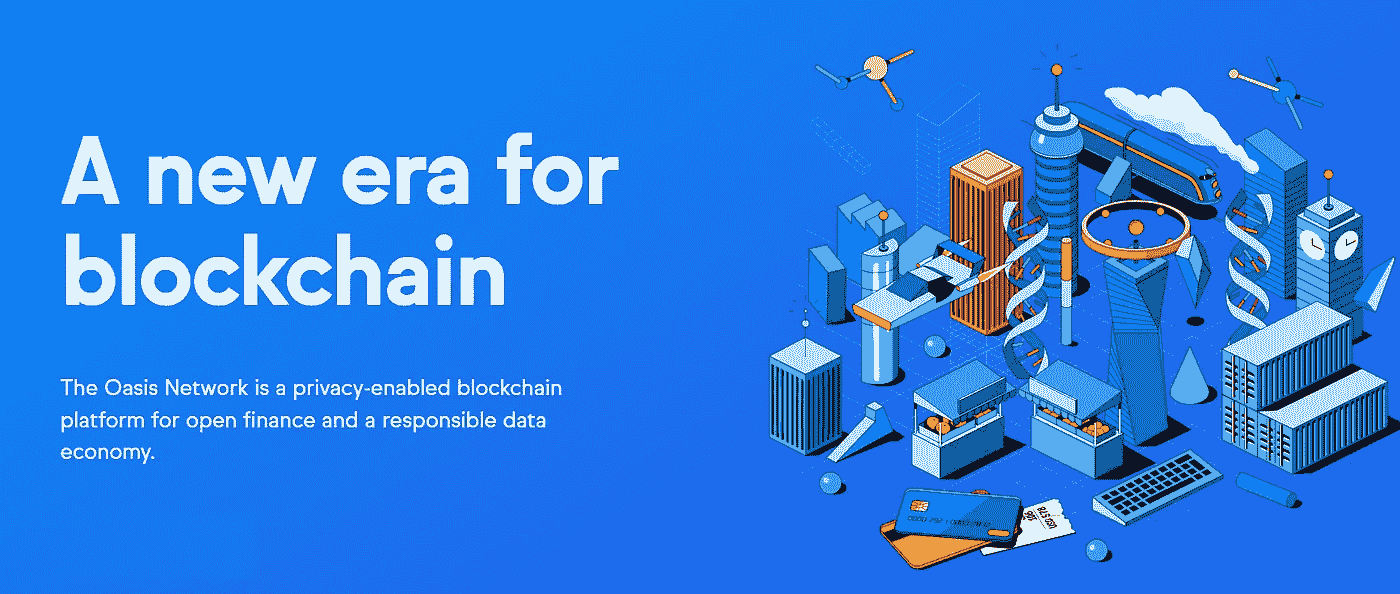 A new era for
blockchain
The Oasis Network is a privacy-enabled blockchain
platform for open finance and a responsible data
economy.